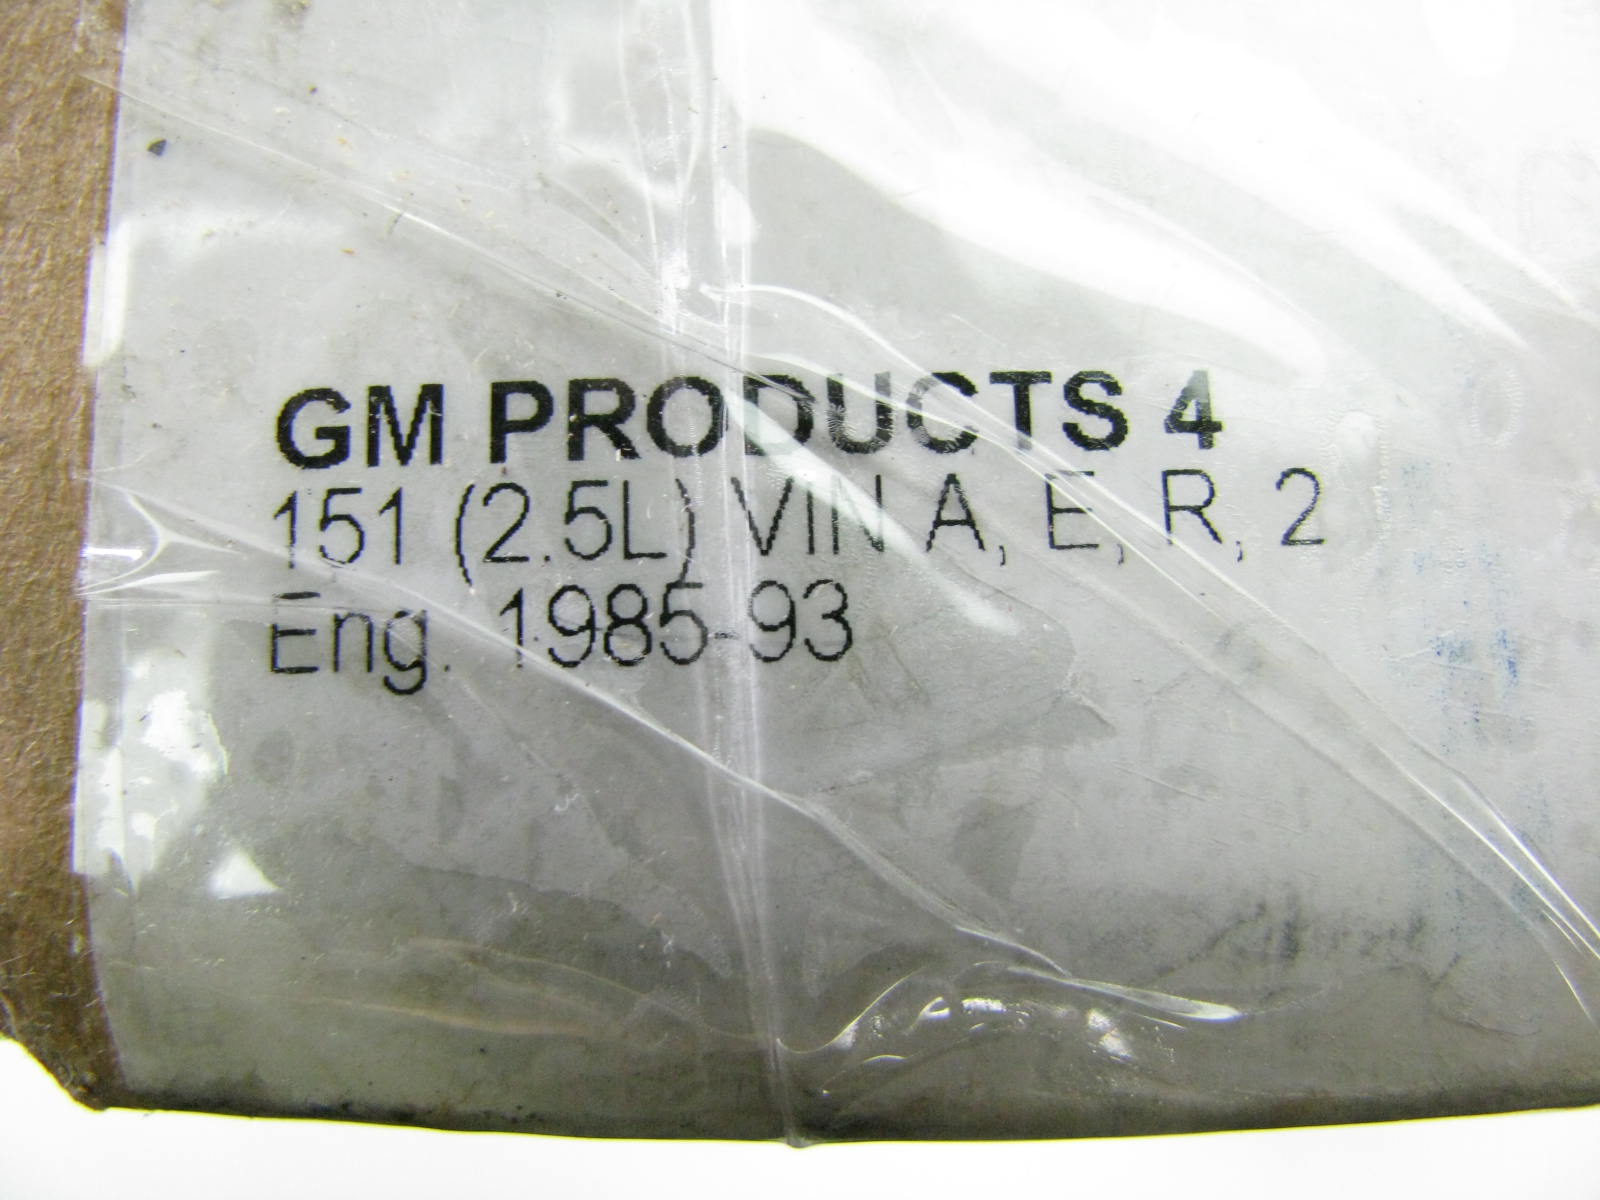 GM PRODUCTS 4
151 (2.5L) VIN A, E, R, 2
Eng. 1985-93